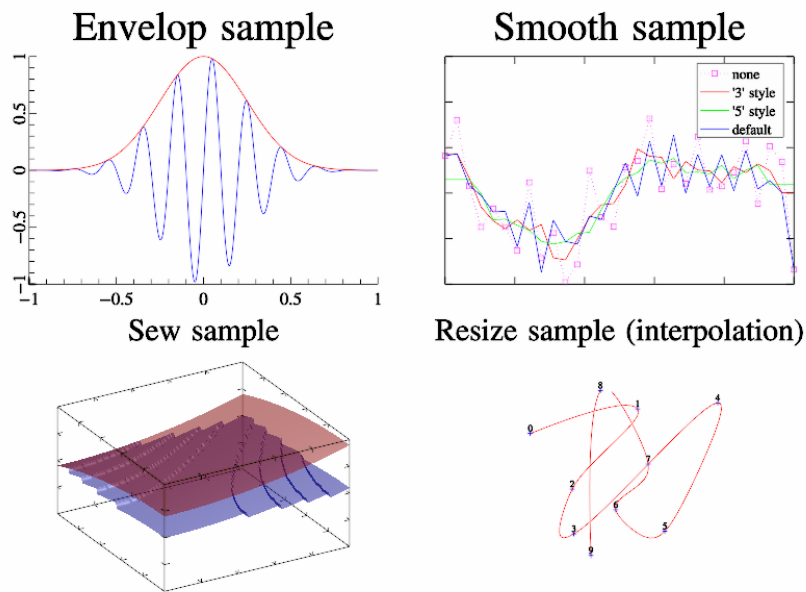 Envelop sample
Smooth sample
1
0.5
0
−0.5
−1
−1
−0.5
0
0.5
1
none
'3' style
'5' style
default
Sew sample
Resize sample (interpolation)
8
1
4
0
7
2
6
3
5
9